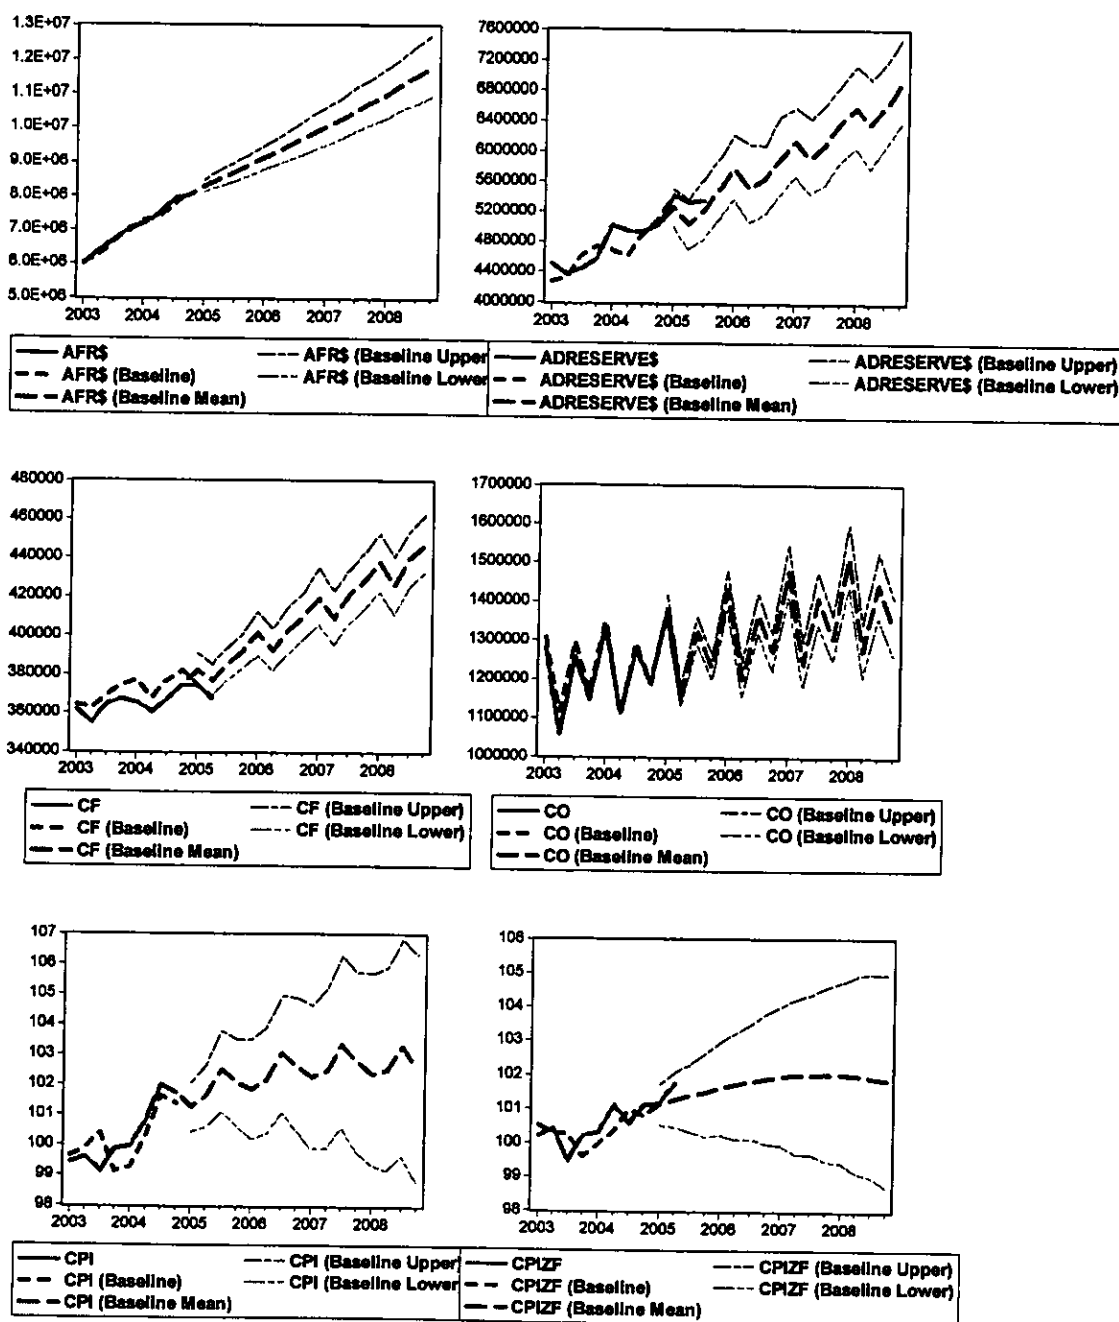 1.3E+07
1.2E+07
1.1E+07
1.0E+07
9.0E+06
8.0E+06
7.0E+06
6.0E+06
5.0E+06
2003 2004 2005 2006 2007 2008
AFR$ AFR$ (Baseline Upper
AFR$ (Baseline) AFR$ (Baseline Lower
AFR$ (Baseline Mean)
7600000
7200000
6800000
6400000
6000000
5600000
5200000
4800000
4400000
4000000
2003 2004 2005 2006 2007 2008
ADRESERVE$ ADRESERVE$ (Baseline Upper)
ADRESERVE$ (Baseline) ADRESERVE$ (Baseline Lower)
ADRESERVE$ (Baseline Mean)
480000
460000
440000
420000
400000
380000
360000
340000
2003 2004 2005 2006 2007 2008
CF CF (Baseline Upper)
CF (Baseline) CF (Baseline Lower)
CF (Baseline Mean)
1700000
1600000
1500000
1400000
1300000
1200000
1100000
1000000
2003 2004 2005 2006 2007 2008
CO CO (Baseline Upper)
CO (Baseline) CO (Baseline Lower)
CO (Baseline Mean)
107
106
105
104
103
102
101
100
99
98
2003 2004 2005 2006 2007 2008
CPI CPI (Baseline Upper)
CPI (Baseline) CPI (Baseline Lower)
CPI (Baseline Mean)
106
105
104
103
102
101
100
99
98
2003 2004 2005 2006 2007 2008
CPIZF CPIZF (Baseline Upper)
CPIZF (Baseline) CPIZF (Baseline Lower)
CPIZF (Baseline Mean)